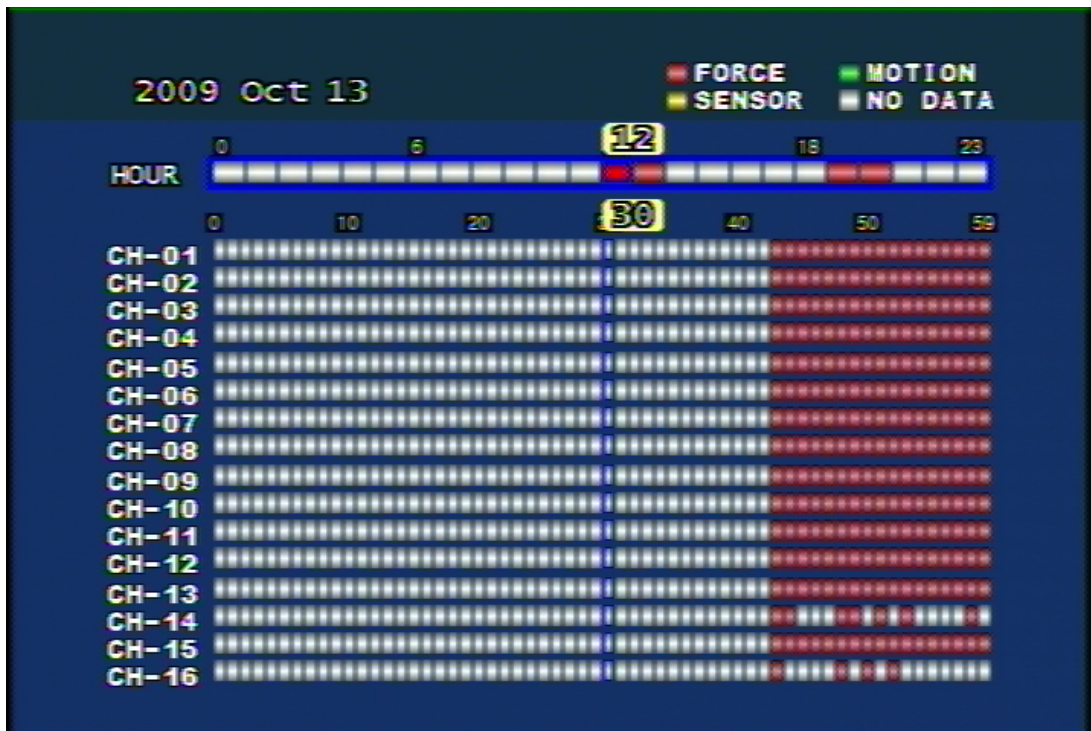 2009 Oct 13
FORCE MOTION
SENSOR NO DATA
0 6 12 18 23
HOUR
0 10 20 30 40 50 59
CH-01
CH-02
CH-03
CH-04
CH-05
CH-06
CH-07
CH-08
CH-09
CH-10
CH-11
CH-12
CH-13
CH-14
CH-15
CH-16